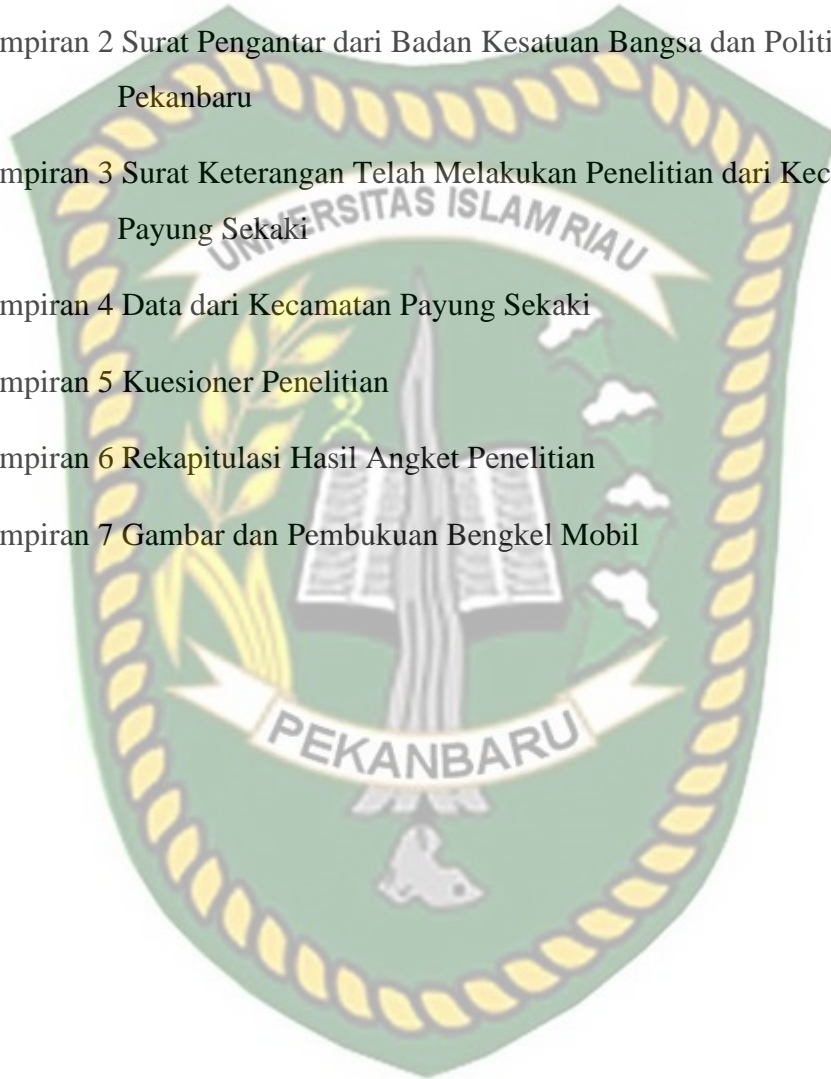 mpiran 2 Surat Pengantar dari Badan Kesatuan Bangsa dan Politi
Pekanbaru
mpiran 3 Surat Keterangan Telah Melakukan Penelitian dari Kec
Payung Sekaki
UNIVERSITAS ISLAM RIAU
mpiran 4 Data dari Kecamatan Payung Sekaki
mpiran 5 Kuesioner Penelitian
mpiran 6 Rekapitulasi Hasil Angket Penelitian
mpiran 7 Gambar dan Pembukuan Bengkel Mobil
PEKANBARU